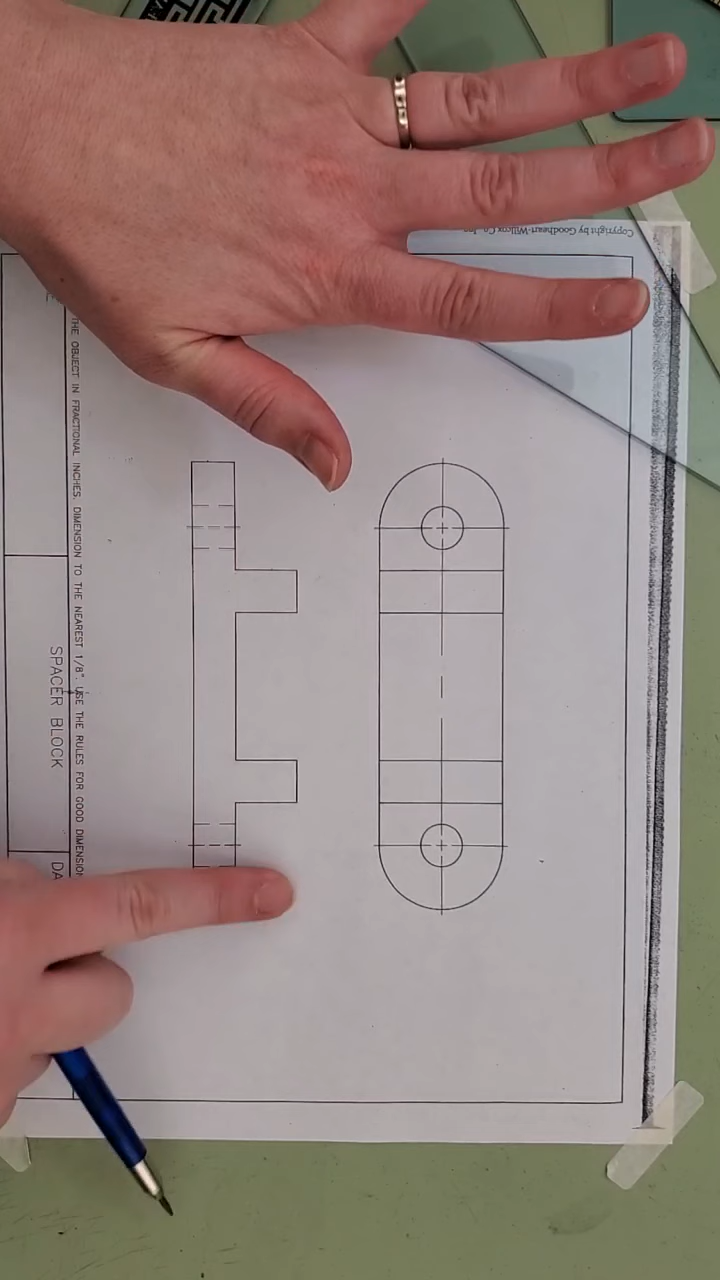 Copyright by Goodheart-Willcox Co.,
THE OBJECT IN FRACTIONAL INCHES. DIMENSION TO THE NEAREST 1/8". USE THE RULES FOR GOOD DIMENSION
SPACER BLOCK
DA